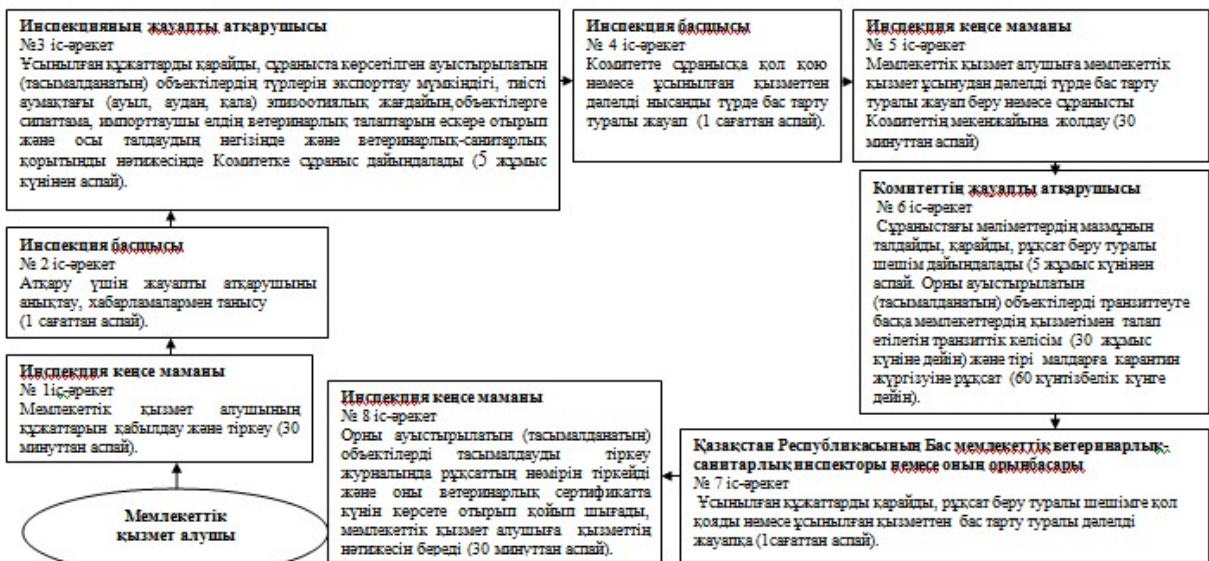 Инспекцияның жауапты атқарушысы
№3 іс-әрекет
Ұсынылған құжаттарды қарайды, сұраныста көрсетілген ауыстырылатын
(тасымалданатын) объектілердің түрлерін экспорттау мүмкіндігі, тиісті
аумақтағы (ауыл, аудан, қала) эпизоотиялық жағдайын,объектілерге
сипаттама, импорттаушы елдің ветеринарлық талаптарын ескере отырып
және осы талдаудың негізінде және ветеринарлық-санитарлық
қорытынды нәтижесінде Комитетке сұраныс дайындалады (5 жұмыс
күнінен аспай).
Инспекция басшысы
№ 4 іс-әрекет
Комитетте сұранысқа қол қою
немесе ұсынылған қызметтен
дәлелді нысанды түрде бас тарту
туралы жауап (1 сағаттан аспай).
Инспекция кеңсе маманы
№ 5 іс-әрекет
Мемлекеттік қызмет алушыға мемлекеттік
қызмет ұсынудан дәлелді түрде бас тарту
туралы жауап беру немесе сұранысты
Комитеттің мекенжайына жолдау (30
минуттан аспай)
Комитеттің жауапты атқарушысы
№ 6 іс-әрекет
Сұраныстағы мәліметтердің мазмұнын
талдайды, қарайды, рұқсат беру туралы
шешім дайындалады (5 жұмыс күнінен
аспай. Орны ауыстырылатын
(тасымалданатын) объектілерді транзиттеуге
басқа мемлекеттердің қызметімен талап
етілетін транзиттік келісім (30 жұмыс
күніне дейін) және тірі малдарға карантин
жүргізуіне рұқсат (60 күнтізбелік күнге
дейін).
Инспекция басшысы
№ 2 іс-әрекет
Атқару үшін жауапты атқарушыны
анықтау, хабарламалармен танысу
(1 сағаттан аспай).
Инспекция кеңсе маманы
№ 1іс-әрекет
Мемлекеттік қызмет алушының
құжаттарын қабылдау және тіркеу (30
минуттан аспай).
Мемлекеттік
қызмет алушы
Инспекция кеңсе маманы
№ 8 іс-әрекет
Орны ауыстырылатын (тасымалданатын)
объектілерді тасымалдауды тіркеу
журналында рұқсаттың нөмірін тіркейді
және оны ветеринарлық сертификатта
күнін көрсете отырып қойып шығады,
мемлекеттік қызмет алушыға қызметтің
нәтижесін береді (30 минуттан аспай).
Қазақстан Республикасының Бас мемлекеттік ветеринарлық-
санитарлық инспекторы немесе оның орынбасары
№ 7 іс-әрекет
Ұсынылған құжаттарды қарайды, рұқсат беру туралы шешімге қол
қояды немесе ұсынылған қызметтен бас тарту туралы дәлелді
жауапқа (1сағаттан аспай).